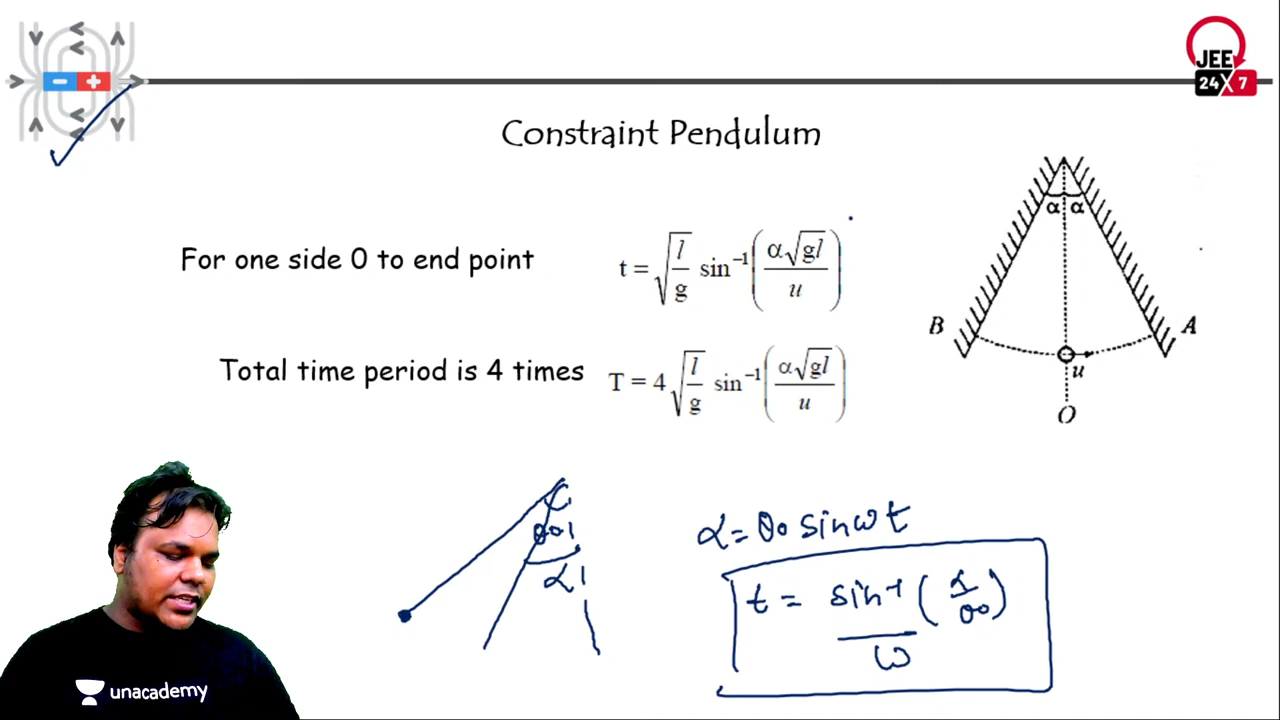 JEE
24X7
Constraint Pendulum
α α
For one side 0 to end point
t = √(l/g) sin⁻¹(α√gl/u)
B
A
u
O
Total time period is 4 times
T = 4√(l/g) sin⁻¹(α√gl/u)
θ0
α
α = θ0 sin ω t
t = sin⁻¹(α/θ0)
ω
unacademy